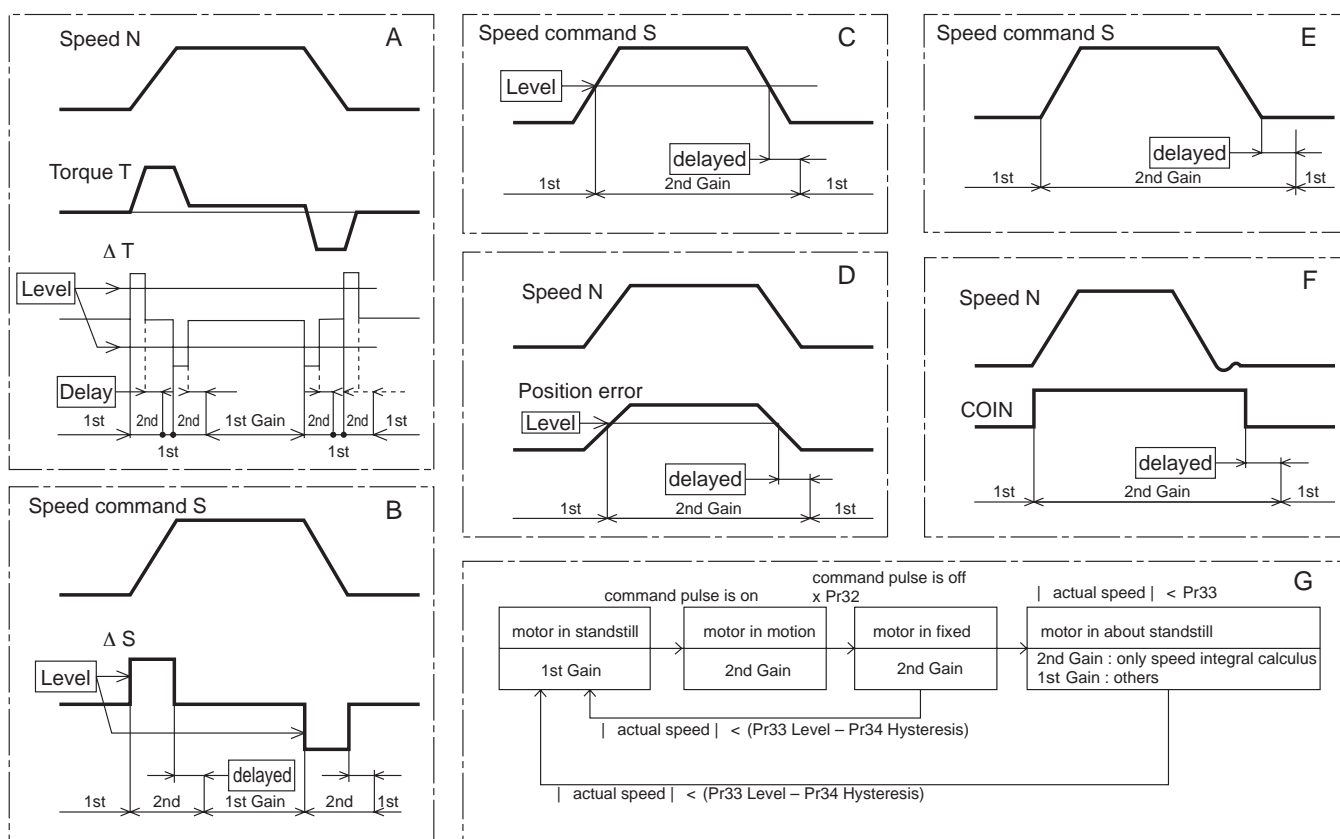 A
Speed N
Torque T
Δ T
Level
Delay
1st 2nd 2nd 1st Gain 2nd 2nd 1st
1st 1st
B
Speed command S
Δ S
Level
delayed
1st 2nd 1st Gain 2nd 1st
C
Speed command S
Level
delayed
1st 2nd Gain 1st
D
Speed N
Position error
Level
delayed
1st 2nd Gain 1st
E
Speed command S
delayed
1st 2nd Gain 1st
F
Speed N
COIN
delayed
1st 2nd Gain 1st
G
command pulse is on
command pulse is off
x Pr32
| actual speed | < Pr33
motor in standstill
1st Gain
motor in motion
2nd Gain
motor in fixed
2nd Gain
motor in about standstill
2nd Gain : only speed integral calculus
1st Gain : others
| actual speed | < (Pr33 Level – Pr34 Hysteresis)
| actual speed | < (Pr33 Level – Pr34 Hysteresis)